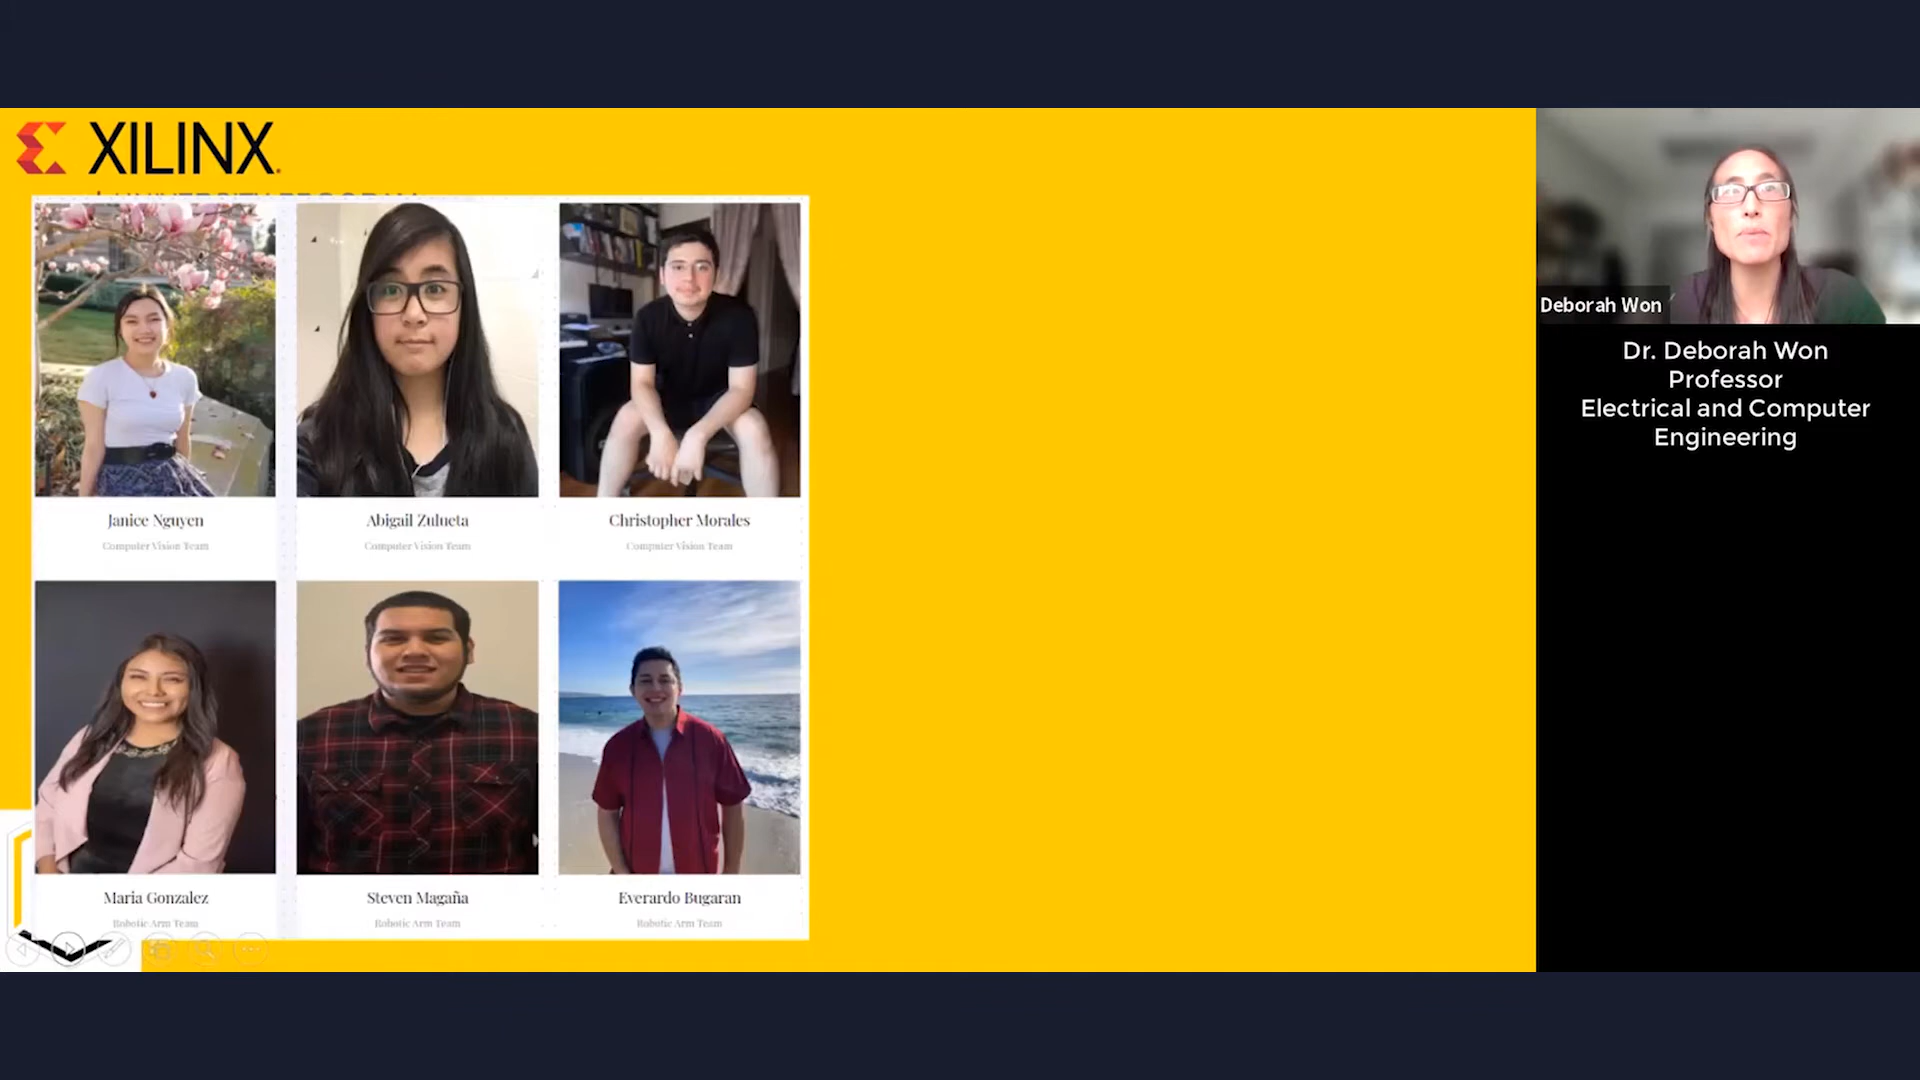 XILINX
UNIVERSITY PROGRAM
Janice Nguyen
Computer Vision Team
Abigail Zulueta
Computer Vision Team
Christopher Morales
Computer Vision Team
Maria Gonzalez
Robotic Arm Team
Steven Magaña
Robotic Arm Team
Everardo Bugaran
Robotic Arm Team
Deborah Won
Dr. Deborah Won
Professor
Electrical and Computer
Engineering